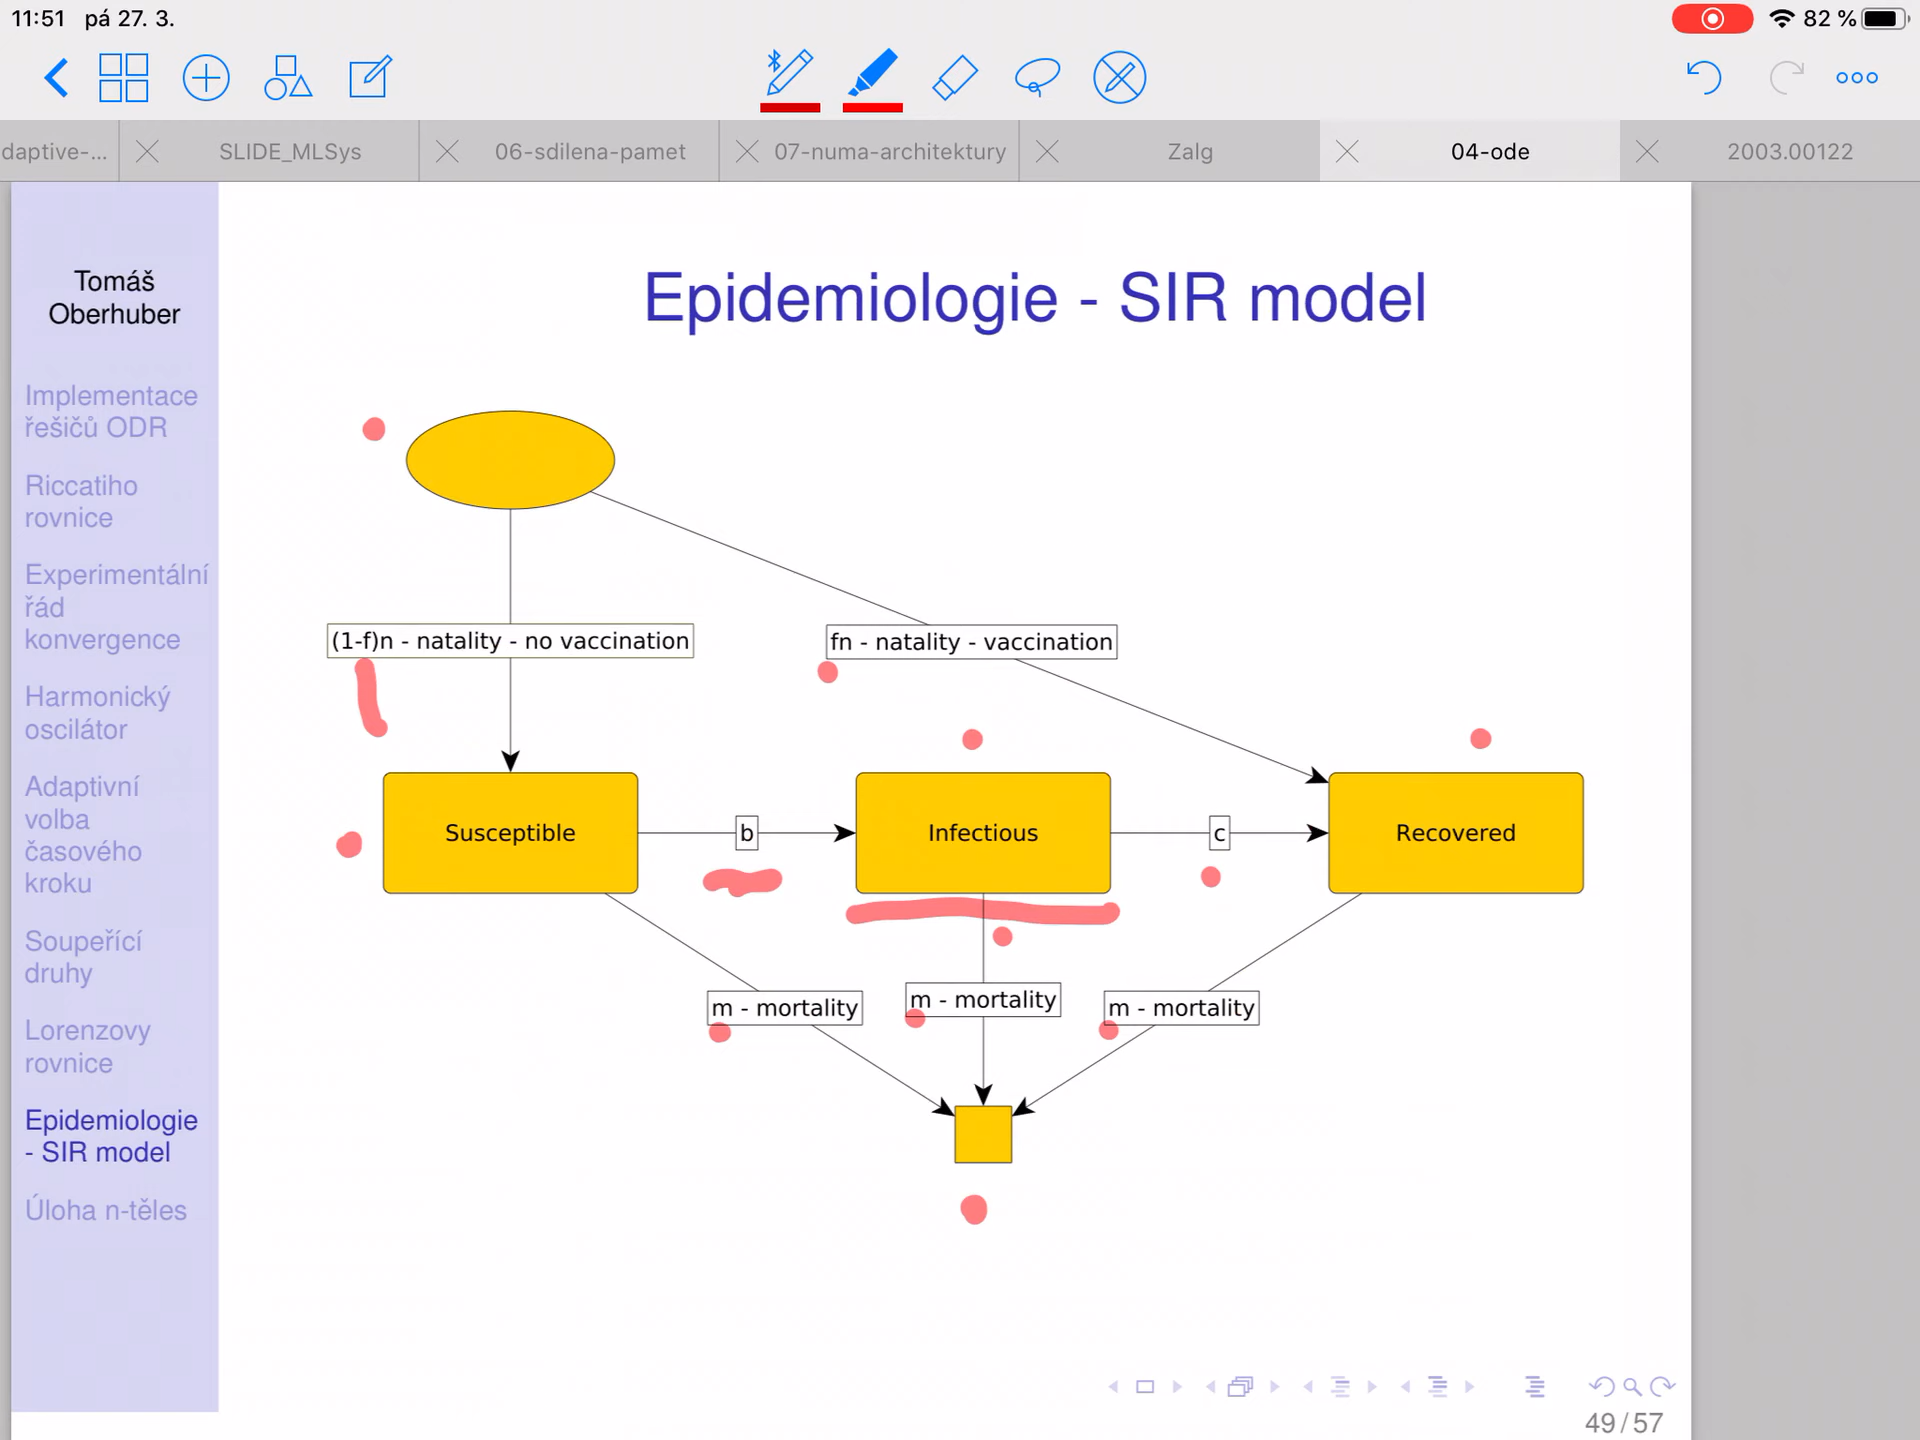 11:51 pá 27. 3.
82 %
daptive-...
SLIDE_MLSys
06-sdilena-pamet
07-numa-architektury
Zalg
04-ode
2003.00122
Tomáš
Oberhuber
Implementace
řešičů ODR
Riccatiho
rovnice
Experimentální
řád
konvergence
Harmonický
oscilátor
Adaptivní
volba
časového
kroku
Soupeřící
druhy
Lorenzovy
rovnice
Epidemiologie
- SIR model
Úloha n-těles
Epidemiologie - SIR model
(1-f)n - natality - no vaccination
fn - natality - vaccination
Susceptible
b
Infectious
c
Recovered
m - mortality
m - mortality
m - mortality
49/57